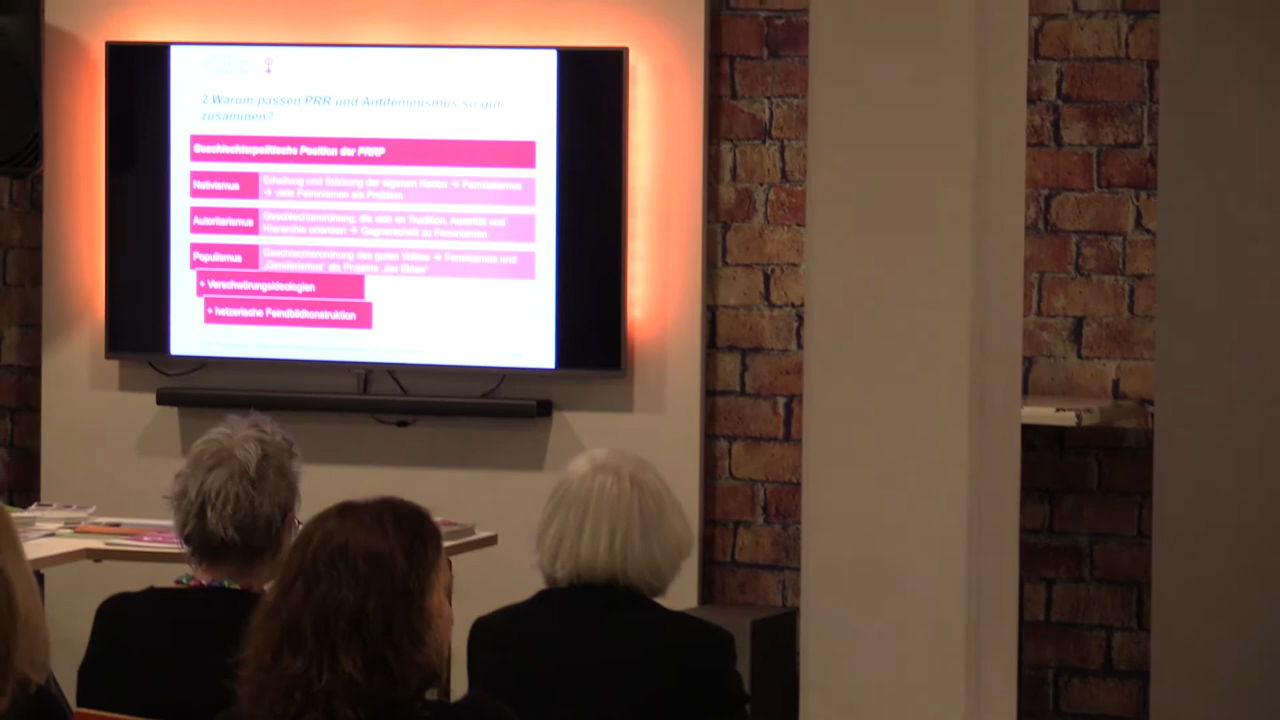 2 Warum passen PRR und Antifeminismus so gut
zusammen?
Geschlechterpolitische Position der PRRP
Nativismus
Erhaltung und Stärkung der eigenen Nation → Familialismus
→ viele Feminismen als Problem
Autoritarismus
Geschlechterordnung, die sich an Tradition, Autorität und
Hierarchie orientiert → Gegnerschaft zu Feminismen
Populismus
Geschlechterordnung des guten Volkes → Feminismus und
„Genderismus“ als Projekte „der Eliten“
+ Verschwörungsideologien
+ hetzerische Feindbildkonstruktion